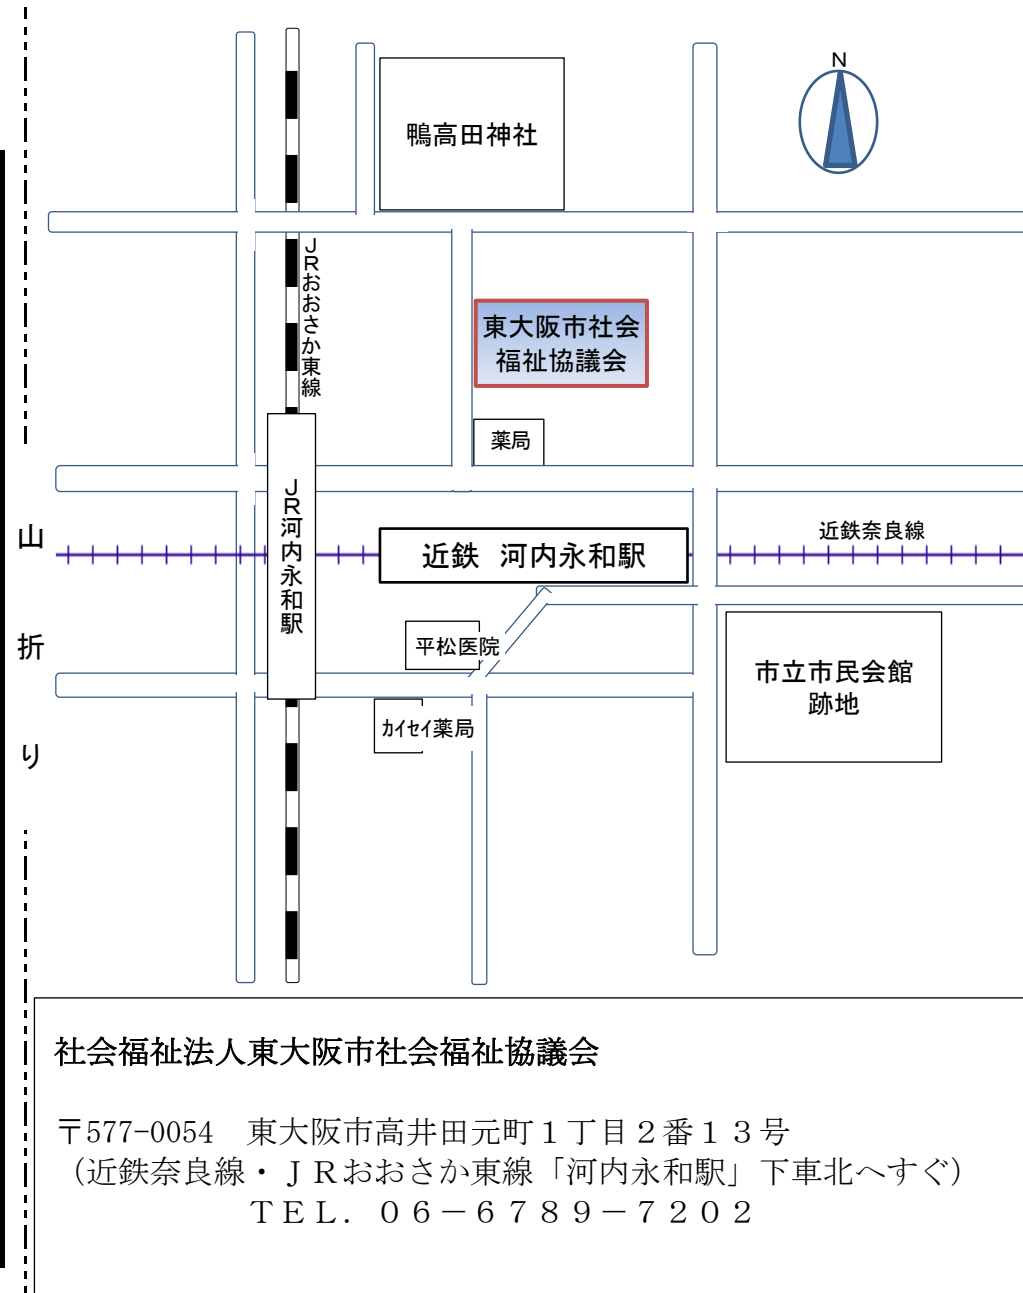 N
鴨高田神社
ＪＲおおさか東線
東大阪市社会
福祉協議会
薬局
ＪＲ河内永和駅
近鉄　河内永和駅
近鉄奈良線
山折り
平松医院
市立市民会館
跡地
ｶｲｾｲ薬局
社会福祉法人東大阪市社会福祉協議会
〒577-0054　東大阪市高井田元町１丁目２番１３号
（近鉄奈良線・ＪＲおおさか東線「河内永和駅」下車北へすぐ）
ＴＥＬ．０６－６７８９－７２０２